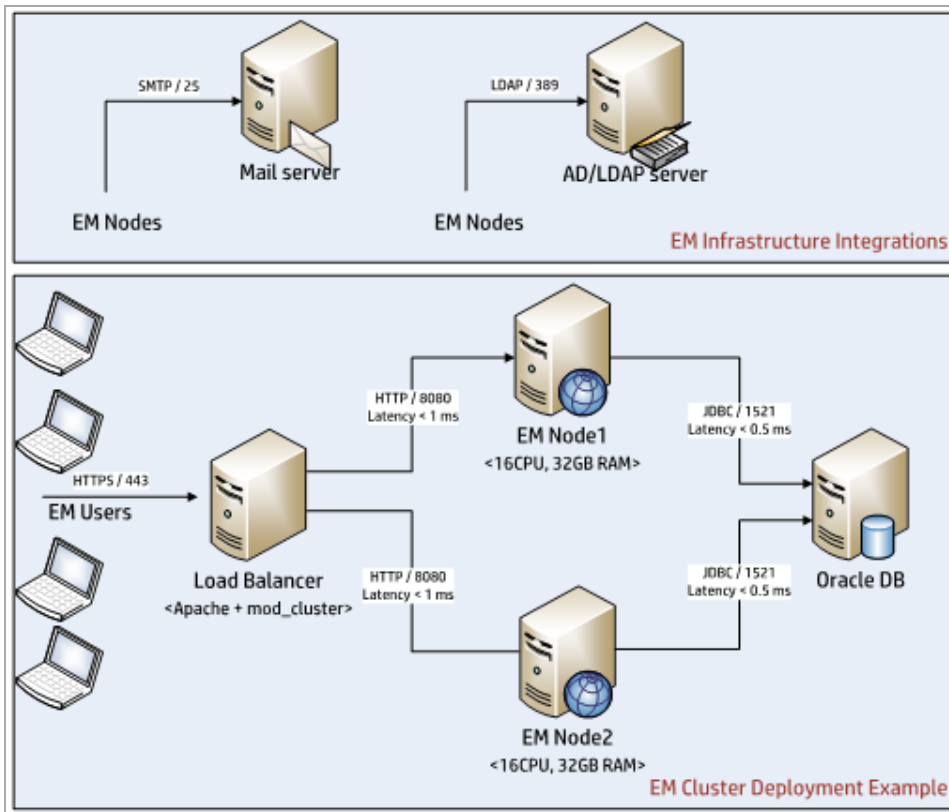 SMTP / 25
Mail server
EM Nodes
LDAP / 389
AD/LDAP server
EM Nodes
EM Infrastructure Integrations
HTTPS / 443
EM Users
Load Balancer
<Apache + mod_cluster>
HTTP / 8080
Latency < 1 ms
EM Node1
<16CPU, 32GB RAM>
JDBC / 1521
Latency < 0.5 ms
HTTP / 8080
Latency < 1 ms
EM Node2
<16CPU, 32GB RAM>
JDBC / 1521
Latency < 0.5 ms
Oracle DB
EM Cluster Deployment Example